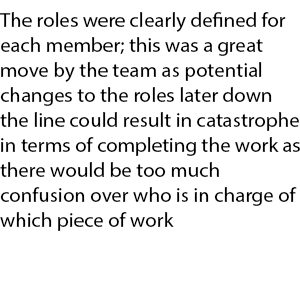 The roles were clearly defined for
each member; this was a great
move by the team as potential
changes to the roles later down
the line could result in catastrophe
in terms of completing the work as
there would be too much
confusion over who is in charge of
which piece of work